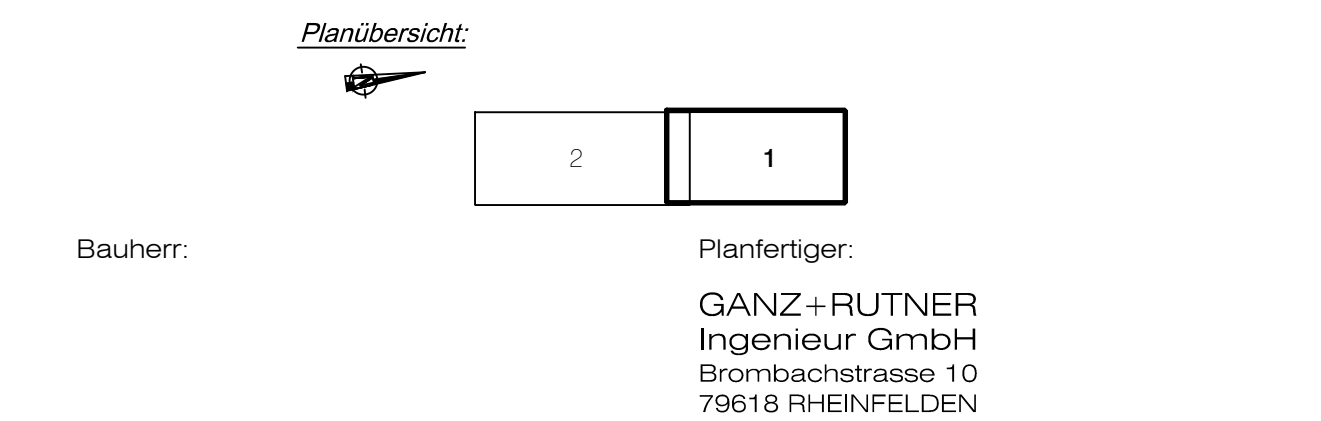 Planübersicht:
N
2
1
Bauherr:
Planfertiger:
GANZ+RUTNER
Ingenieur GmbH
Brombachstrasse 10
79618 RHEINFELDEN